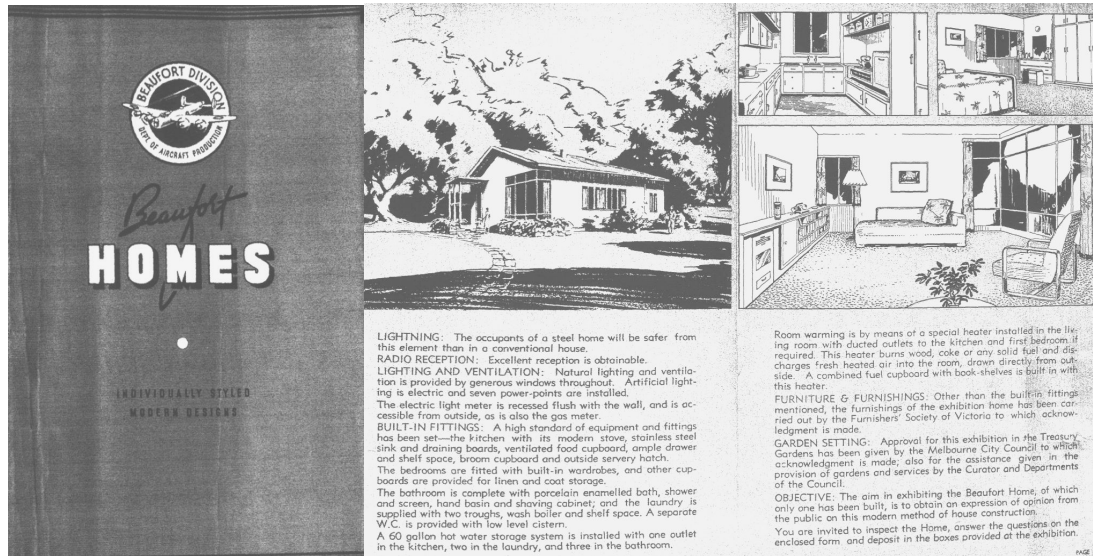 BEAUFORT DIVISION
DEPT. OF AIRCRAFT PRODUCTION
Beaufort
HOMES
INDIVIDUALLY STYLED
MODERN DESIGNS
LIGHTNING: The occupants of a steel home will be safer from
this element than in a conventional house.
RADIO RECEPTION: Excellent reception is obtainable.
LIGHTING AND VENTILATION: Natural lighting and ventila-
tion is provided by generous windows throughout. Artificial light-
ing is electric and seven power-points are installed.
The electric light meter is recessed flush with the wall, and is ac-
cessible from outside, as is also the gas meter.
BUILT-IN FITTINGS: A high standard of equipment and fittings
has been set—the kitchen with its modern stove, stainless steel
sink and draining boards, ventilated food cupboard, ample drawer
and shelf space, broom cupboard and outside servery hatch.
The bedrooms are fitted with built-in wardrobes, and other cup-
boards are provided for linen and coat storage.
The bathroom is complete with porcelain enamelled bath, shower
and screen, hand basin and shaving cabinet; and the laundry is
supplied with two troughs, wash boiler and shelf space. A separate
W.C. is provided with low level cistern.
A 60 gallon hot water storage system is installed with one outlet
in the kitchen, two in the laundry, and three in the bathroom.
Room warming is by means of a special heater installed in the liv-
ing room with ducted outlets to the kitchen and first bedroom if
required. This heater burns wood, coke or any solid fuel and dis-
charges fresh heated air into the room, drawn directly from out-
side. A combined fuel cupboard with book-shelves is built in with
this heater.
FURNITURE & FURNISHINGS: Other than the built-in fittings
mentioned, the furnishings of the exhibition home has been car-
ried out by the Furnishers' Society of Victoria to which acknow-
ledgment is made.
GARDEN SETTING: Approval for this exhibition in the Treasury
Gardens has been given by the Melbourne City Council to which
acknowledgment is made; also for the assistance given in the
provision of gardens and services by the Curator and Departments
of the Council.
OBJECTIVE: The aim in exhibiting the Beaufort Home, of which
only one has been built, is to obtain an expression of opinion from
the public on this modern method of house construction.
You are invited to inspect the Home, answer the questions on the
enclosed form and deposit in the boxes provided at the exhibition.
PAGE